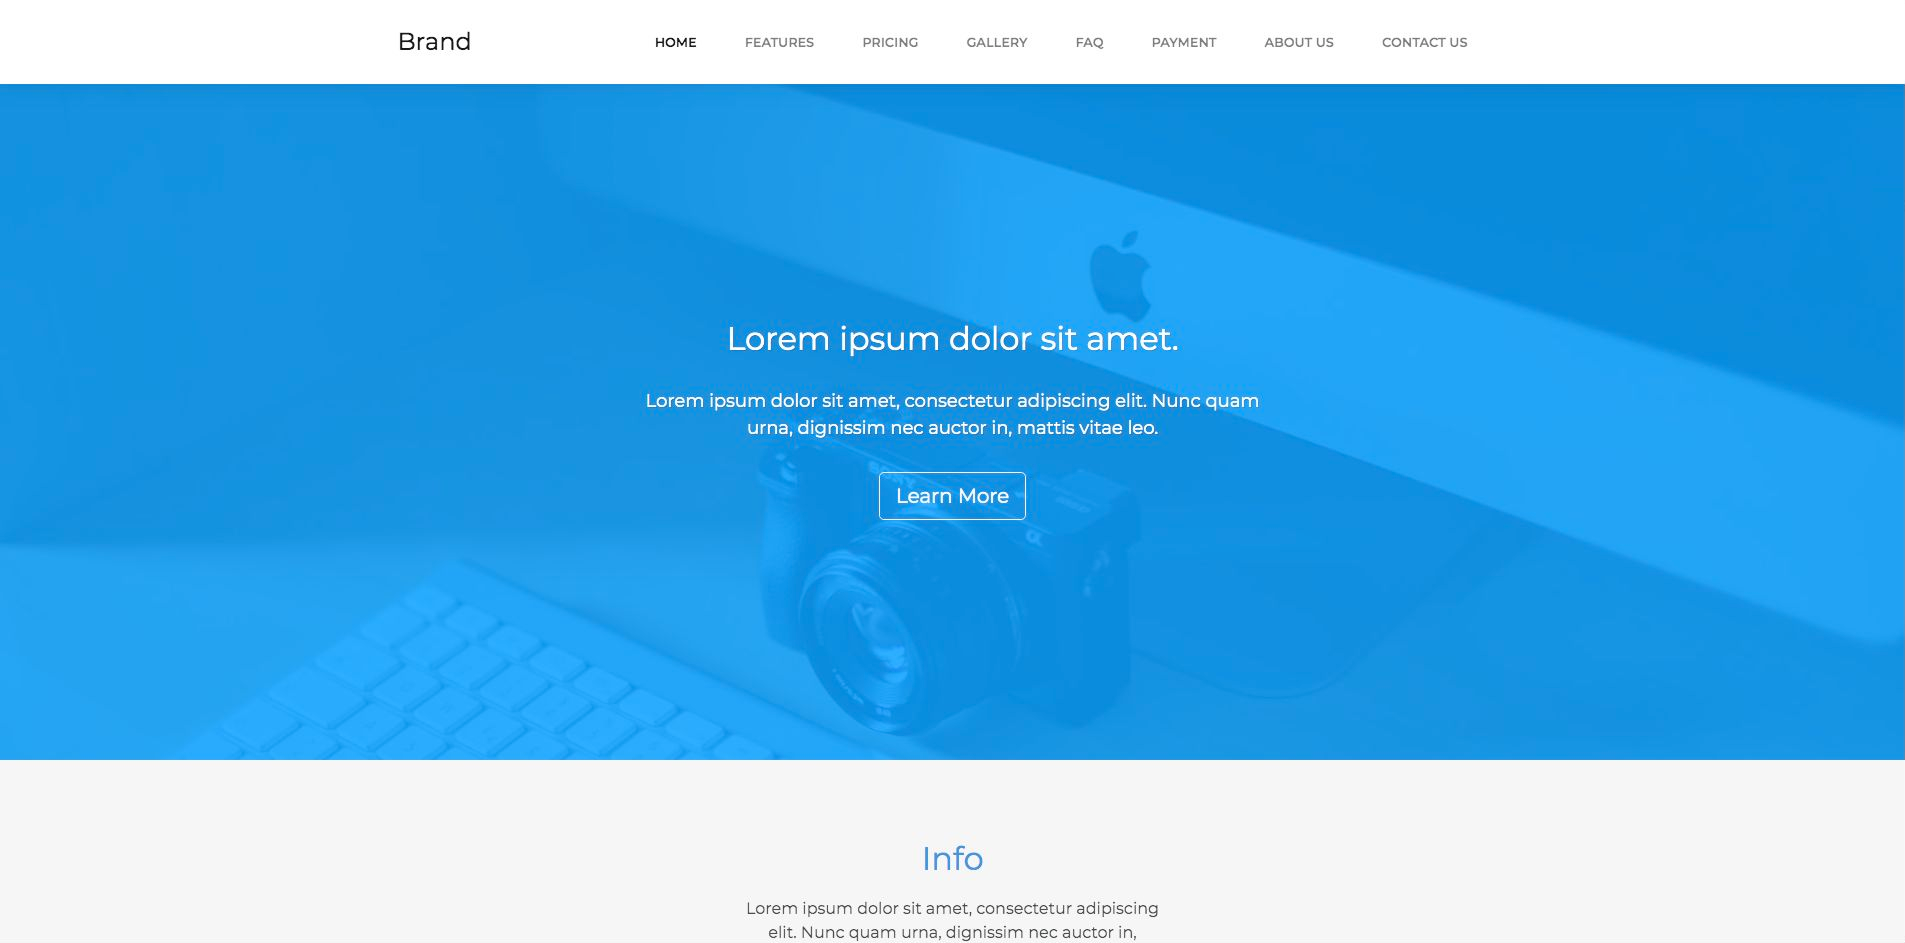 Brand
HOME FEATURES PRICING GALLERY FAQ PAYMENT ABOUT US CONTACT US
Lorem ipsum dolor sit amet.
Lorem ipsum dolor sit amet, consectetur adipiscing elit. Nunc quam
urna, dignissim nec auctor in, mattis vitae leo.
SONY
Learn More
α
Info
Lorem ipsum dolor sit amet, consectetur adipiscing
elit. Nunc quam urna, dignissim nec auctor in,